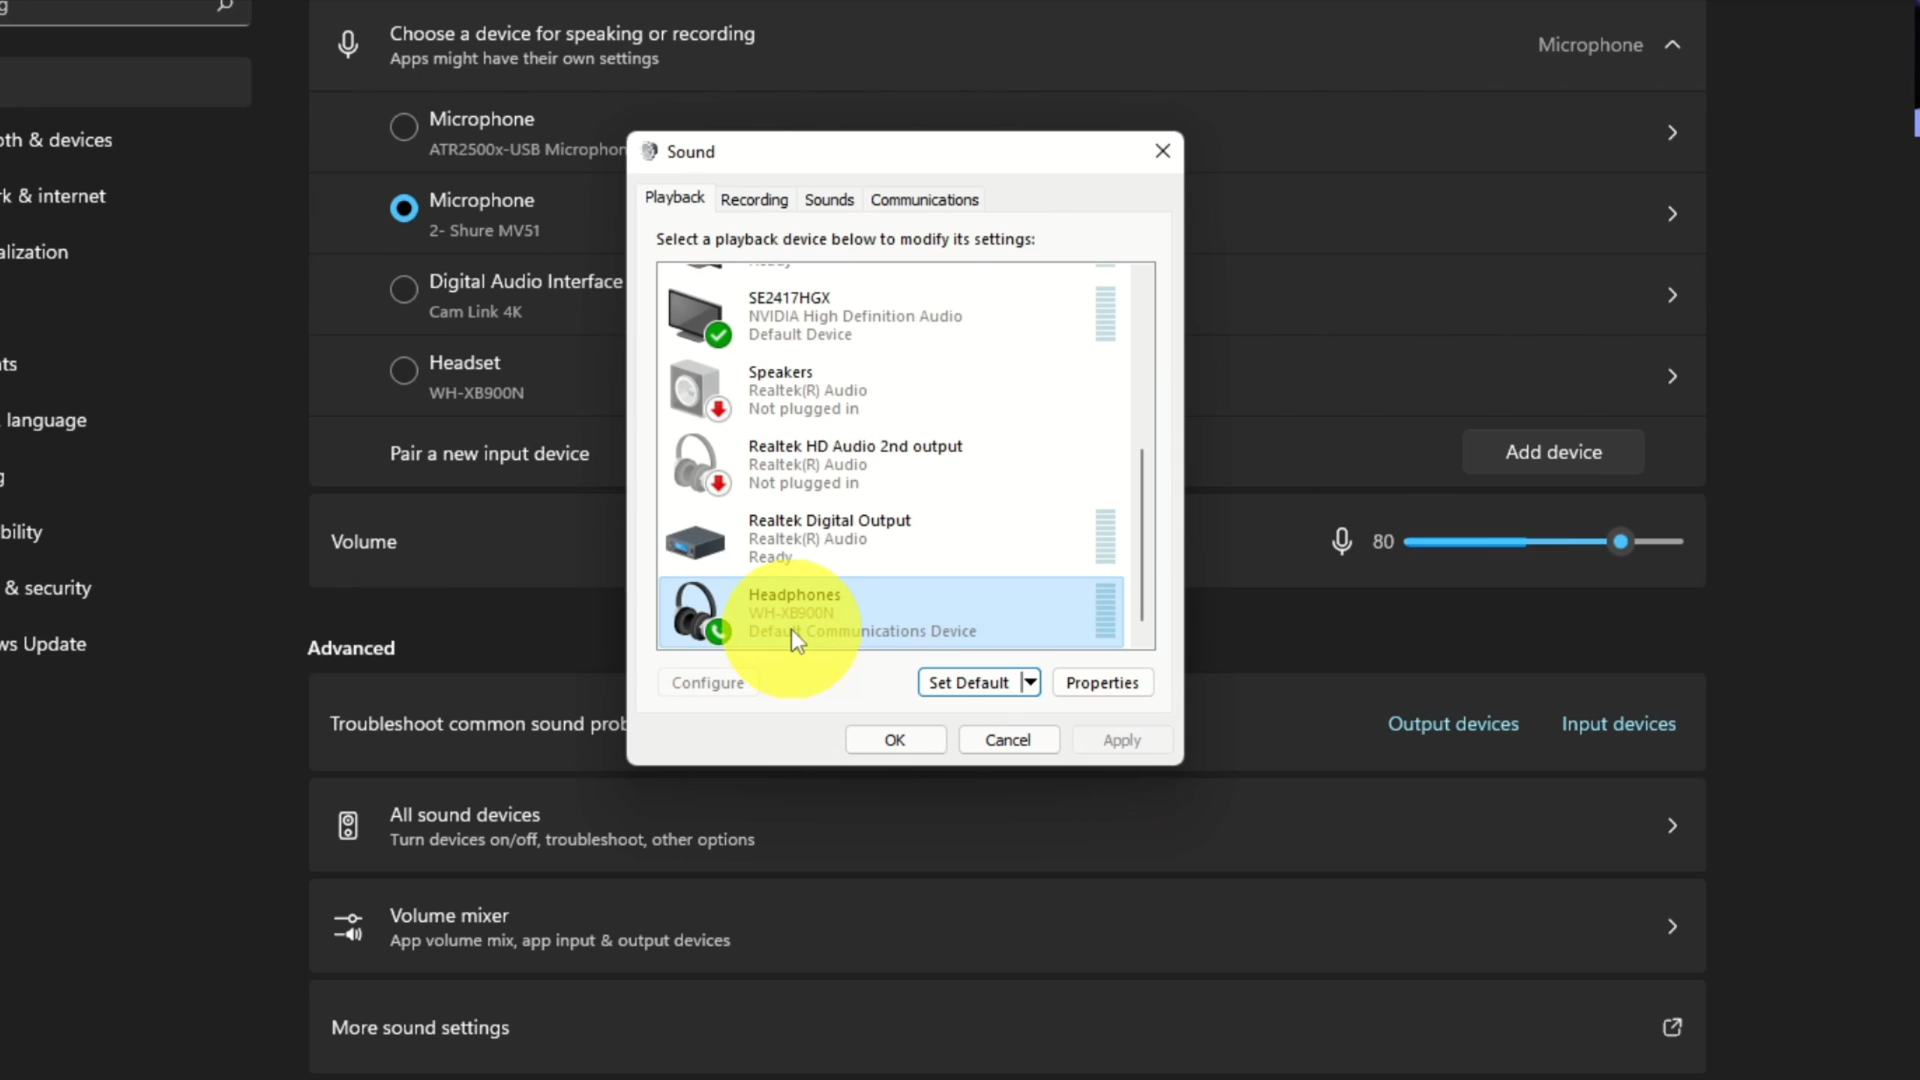 g
Choose a device for speaking or recording
Apps might have their own settings
Microphone
oth & devices
rk & internet
alization
ts
language
g
bility
& security
ws Update
Microphone
ATR2500x-USB Microphon
Microphone
2- Shure MV51
Digital Audio Interface
Cam Link 4K
Headset
WH-XB900N
Pair a new input device
Add device
Volume
80
Advanced
Troubleshoot common sound prob
Output devices
Input devices
All sound devices
Turn devices on/off, troubleshoot, other options
Volume mixer
App volume mix, app input & output devices
More sound settings
Sound
Playback
Recording
Sounds
Communications
Select a playback device below to modify its settings:
SE2417HGX
NVIDIA High Definition Audio
Default Device
Speakers
Realtek(R) Audio
Not plugged in
Realtek HD Audio 2nd output
Realtek(R) Audio
Not plugged in
Realtek Digital Output
Realtek(R) Audio
Ready
Headphones
WH-XB900N
Default Communications Device
Configure
Set Default
Properties
OK
Cancel
Apply